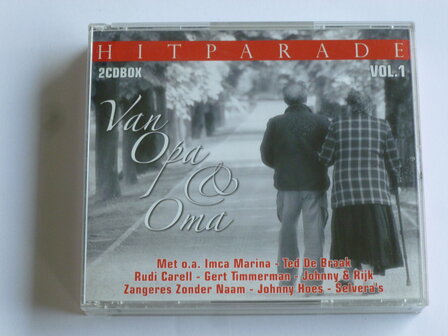 HITPARADE
2CDBOX VOL.1
Van
Opa
& 
Oma
Met o.a. Imca Marina - Ted De Braak
Rudi Carell - Gert Timmerman - Johnny & Rijk
Zangeres Zonder Naam - Johnny Hoes - Selvera's